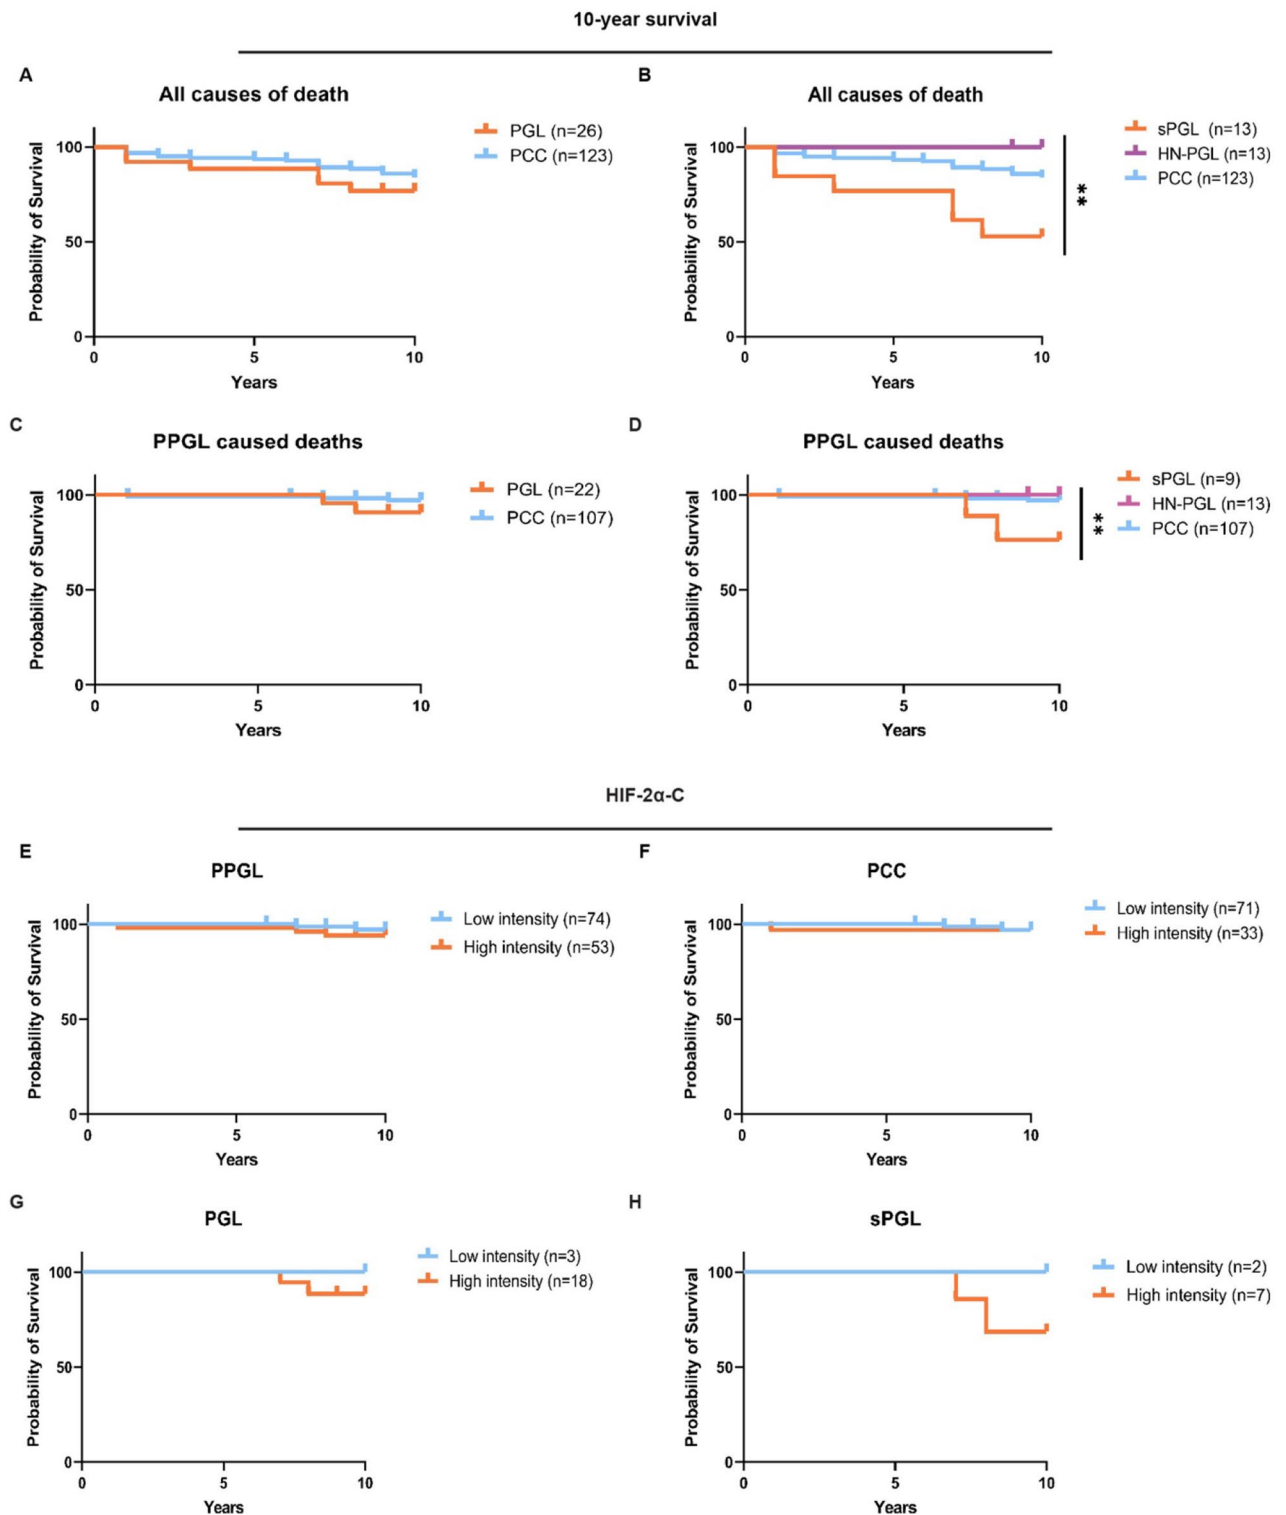 10-year survival
A
All causes of death
Probability of Survival
100
50
0
0 5 10
Years
PGL (n=26)
PCC (n=123)
B
All causes of death
Probability of Survival
100
50
0
0 5 10
Years
sPGL (n=13)
HN-PGL (n=13)
PCC (n=123)
**
C
PPGL caused deaths
Probability of Survival
100
50
0
0 5 10
Years
PGL (n=22)
PCC (n=107)
D
PPGL caused deaths
Probability of Survival
100
50
0
0 5 10
Years
sPGL (n=9)
HN-PGL (n=13)
PCC (n=107)
**
HIF-2α-C
E
PPGL
Probability of Survival
100
50
0
0 5 10
Years
Low intensity (n=74)
High intensity (n=53)
F
PCC
Probability of Survival
100
50
0
0 5 10
Years
Low intensity (n=71)
High intensity (n=33)
G
PGL
Probability of Survival
100
50
0
0 5 10
Years
Low intensity (n=3)
High intensity (n=18)
H
sPGL
Probability of Survival
100
50
0
0 5 10
Years
Low intensity (n=2)
High intensity (n=7)